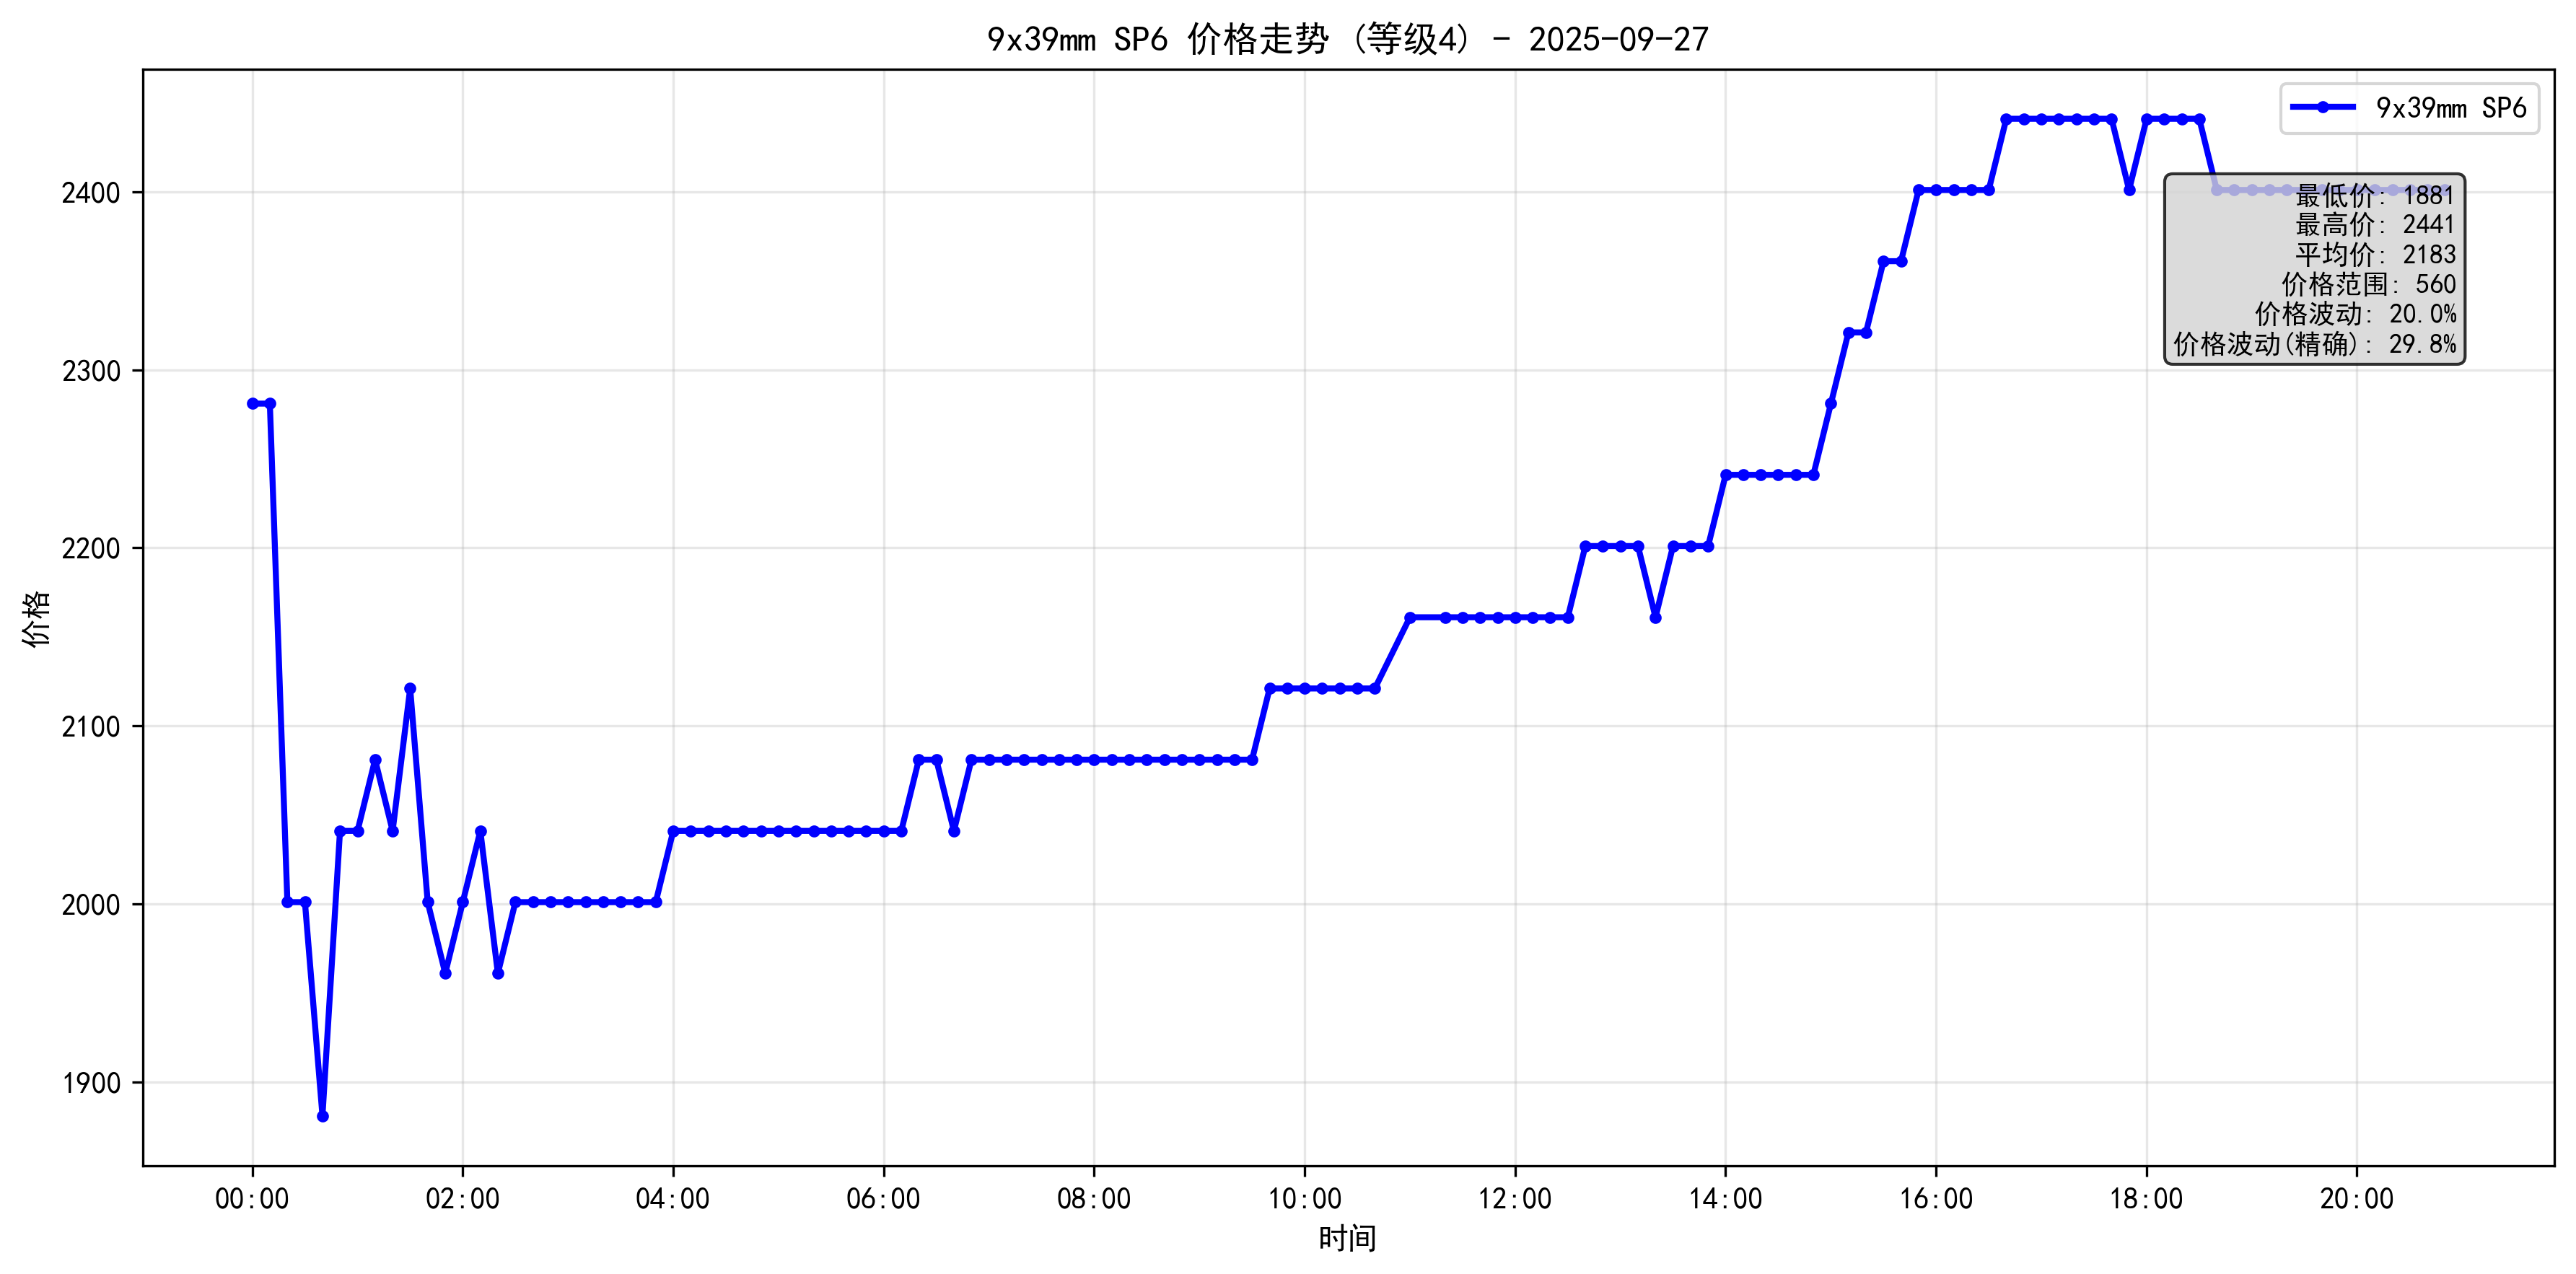 9x39mm SP6 价格走势 (等级4) - 2025-09-27
9x39mm SP6
最低价: 1881
最高价: 2441
平均价: 2183
价格范围: 560
价格波动: 20.0%
价格波动(精确): 29.8%
价格
2400
2300
2200
2100
2000
1900
00:00 02:00 04:00 06:00 08:00 10:00 12:00 14:00 16:00 18:00 20:00
时间